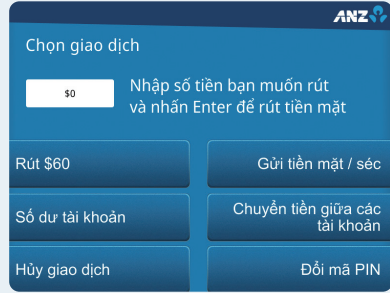 ANZ
Chọn giao dịch
$0
Nhập số tiền bạn muốn rút
và nhấn Enter để rút tiền mặt
Rút $60
Gửi tiền mặt / séc
Số dư tài khoản
Chuyển tiền giữa các
tài khoản
Hủy giao dịch
Đổi mã PIN